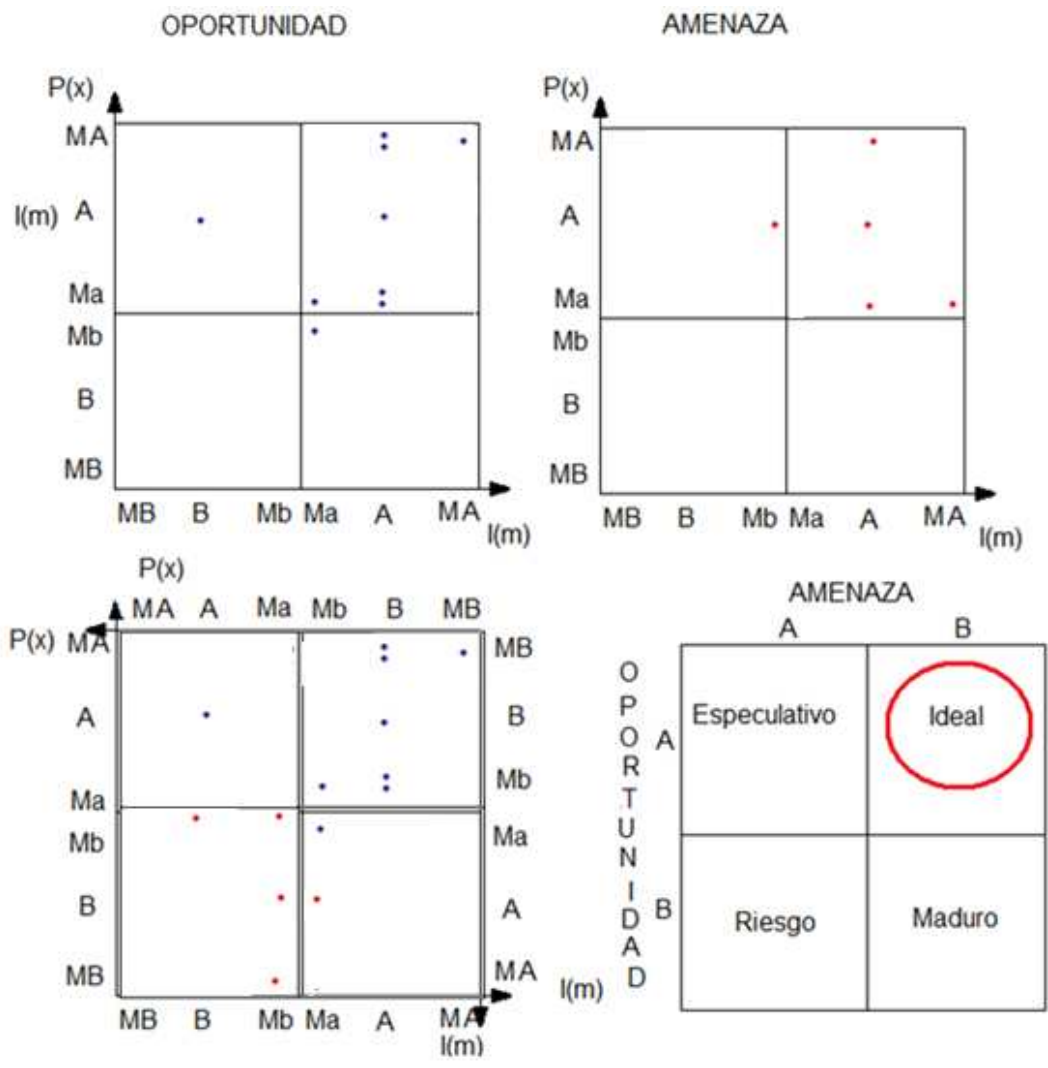 OPORTUNIDAD
P(x)
MA
I(m) A
Ma
Mb
B
MB
MB B Mb Ma A MA
I(m)
AMENAZA
P(x)
MA
A
Ma
Mb
B
MB
MB B Mb Ma A MA
I(m)
P(x)
MA A Ma Mb B MB
P(x) MA MB
A B
Ma Mb
Mb Ma
B A
MB MA
MB B Mb Ma A MA
I(m)
AMENAZA
A B
OPORTUNIDAD
A
Especulativo Ideal
B
Riesgo Maduro
I(m)